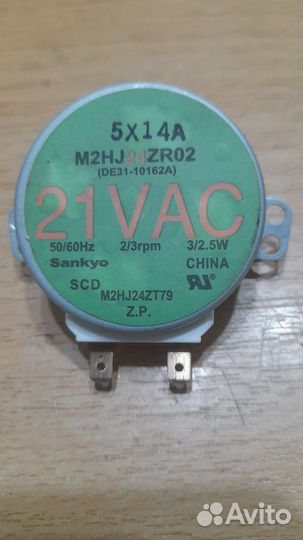 5X14A
M2HJ24ZR02
(DE31-10162A)
21VAC
50/60Hz 2/3rpm 3/2.5W
Sankyo CHINA
SCD
M2HJ24ZT79
Z.P.
Avito